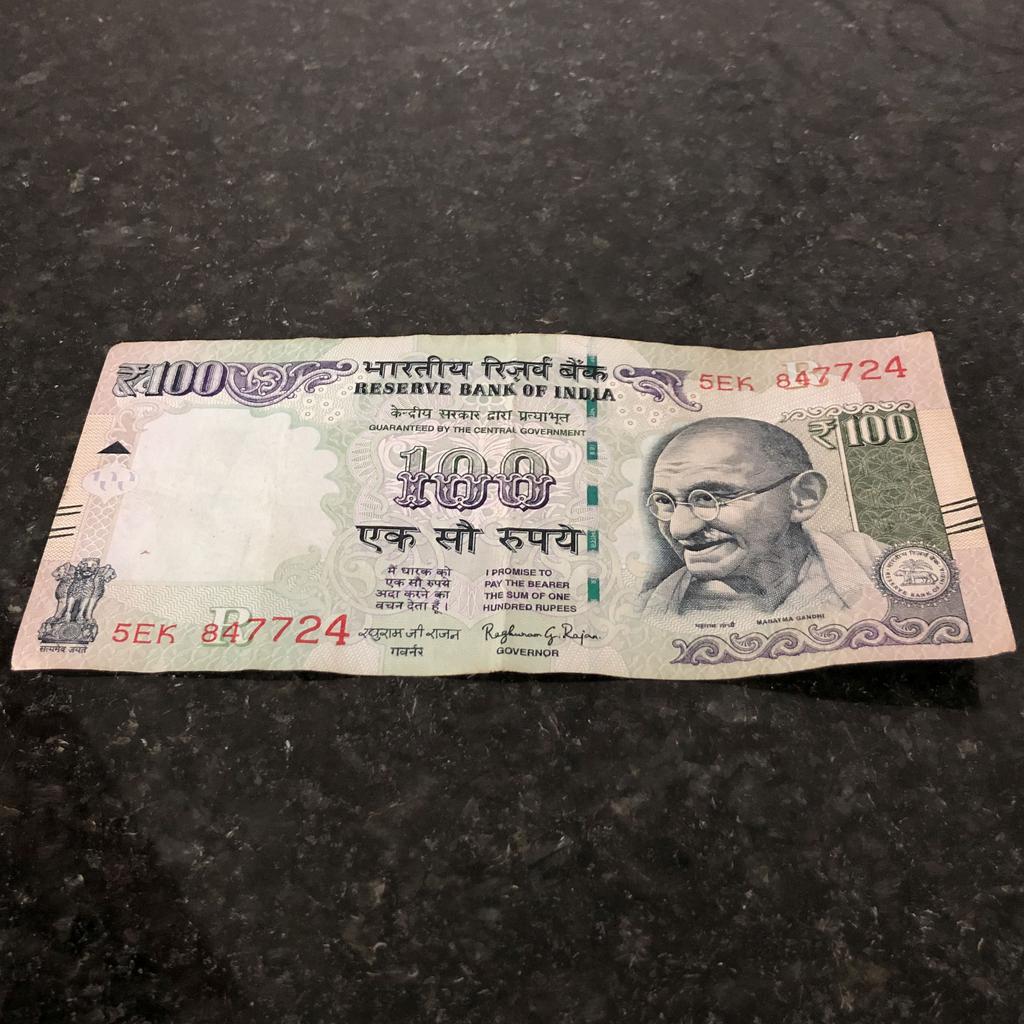 ₹100
भारतीय रिज़र्व बैंक
RESERVE BANK OF INDIA
5EK 847724
केन्द्रीय सरकार द्वारा प्रत्याभूत
GUARANTEED BY THE CENTRAL GOVERNMENT
₹100
100
एक सौ रुपये
मैं धारक को
एक सौ रुपये
अदा करने का
वचन देता हूँ।
I PROMISE TO
PAY THE BEARER
THE SUM OF ONE
HUNDRED RUPEES
महात्मा गांधी
MAHATMA GANDHI
5EK 847724
रघुराम जी राजन
Raghuram G. Rajan
गवर्नर
GOVERNOR
सत्यमेव जयते